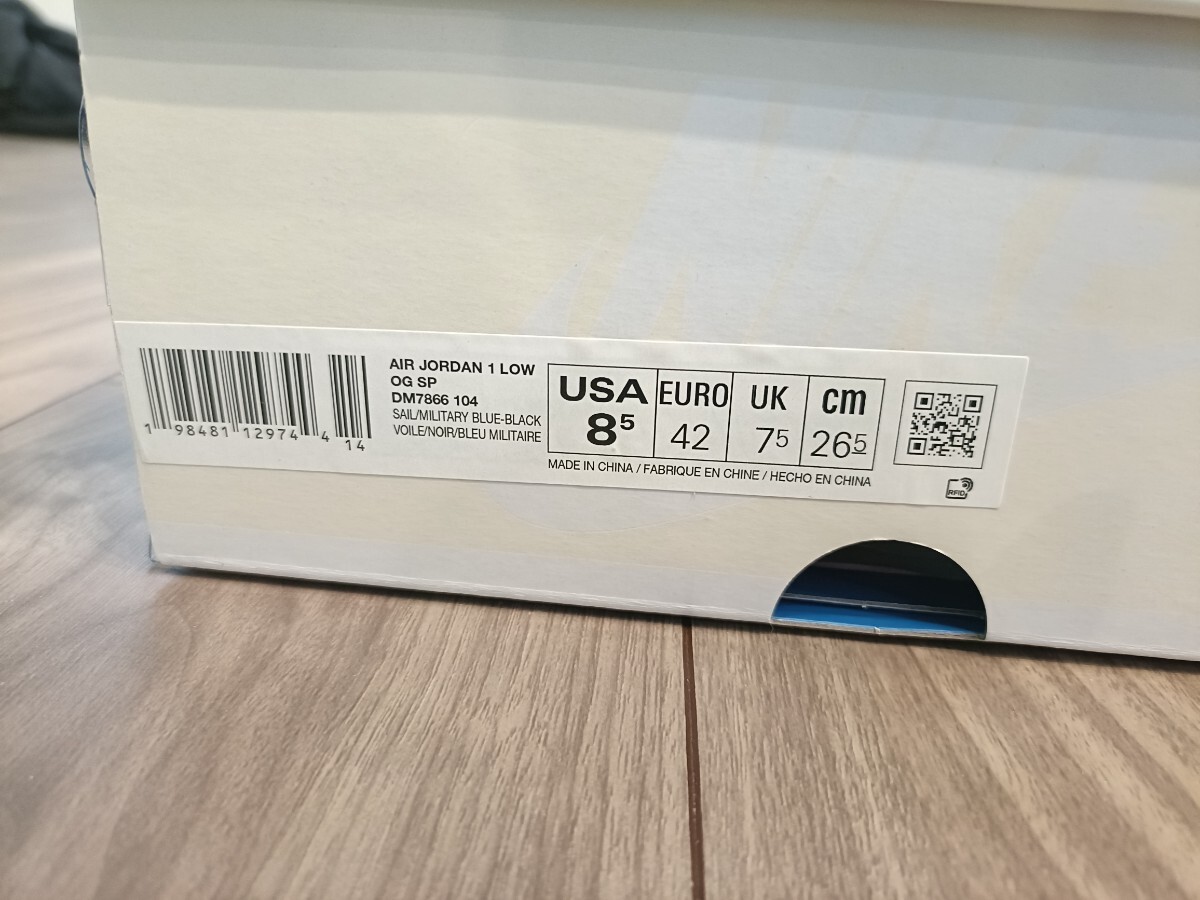 AIR JORDAN 1 LOW
OG SP
DM7866 104
SAIL/MILITARY BLUE-BLACK
VOILE/NOIR/BLEU MILITAIRE
1 98481 12974 4
14
USA EURO UK cm
8⁵ 42 7⁵ 26⁵
MADE IN CHINA / FABRIQUE EN CHINE / HECHO EN CHINA
RFID